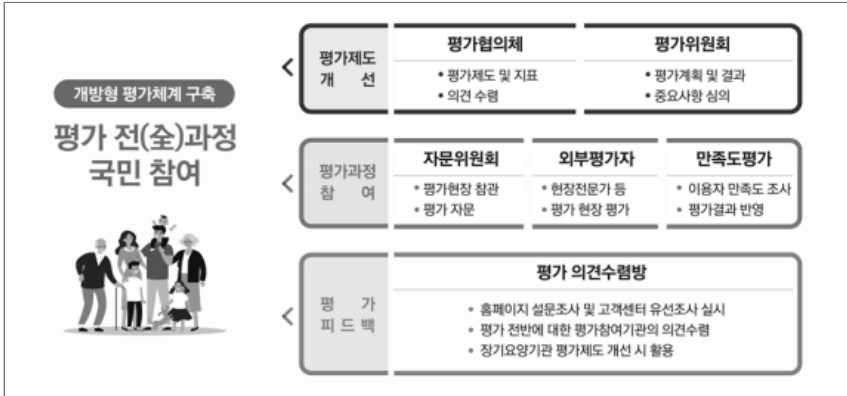 개방형 평가체계 구축
평가 전(全)과정
국민 참여
평가제도
개 선
평가협의체
• 평가제도 및 지표
• 의견 수렴
평가위원회
• 평가계획 및 결과
• 중요사항 심의
평가과정
참 여
자문위원회
• 평가현장 참관
• 평가 자문
외부평가자
• 현장전문가 등
• 평가 현장 평가
만족도평가
• 이용자 만족도 조사
• 평가결과 반영
평 가
피 드 백
평가 의견수렴방
• 홈페이지 설문조사 및 고객센터 유선조사 실시
• 평가 전반에 대한 평가참여기관의 의견수렴
• 장기요양기관 평가제도 개선 시 활용